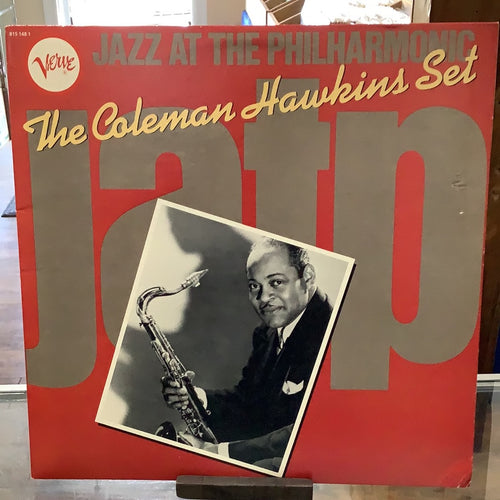 815 148 1
Verve
JAZZ AT THE PHILHARMONIC
The Coleman Hawkins Set
jatp